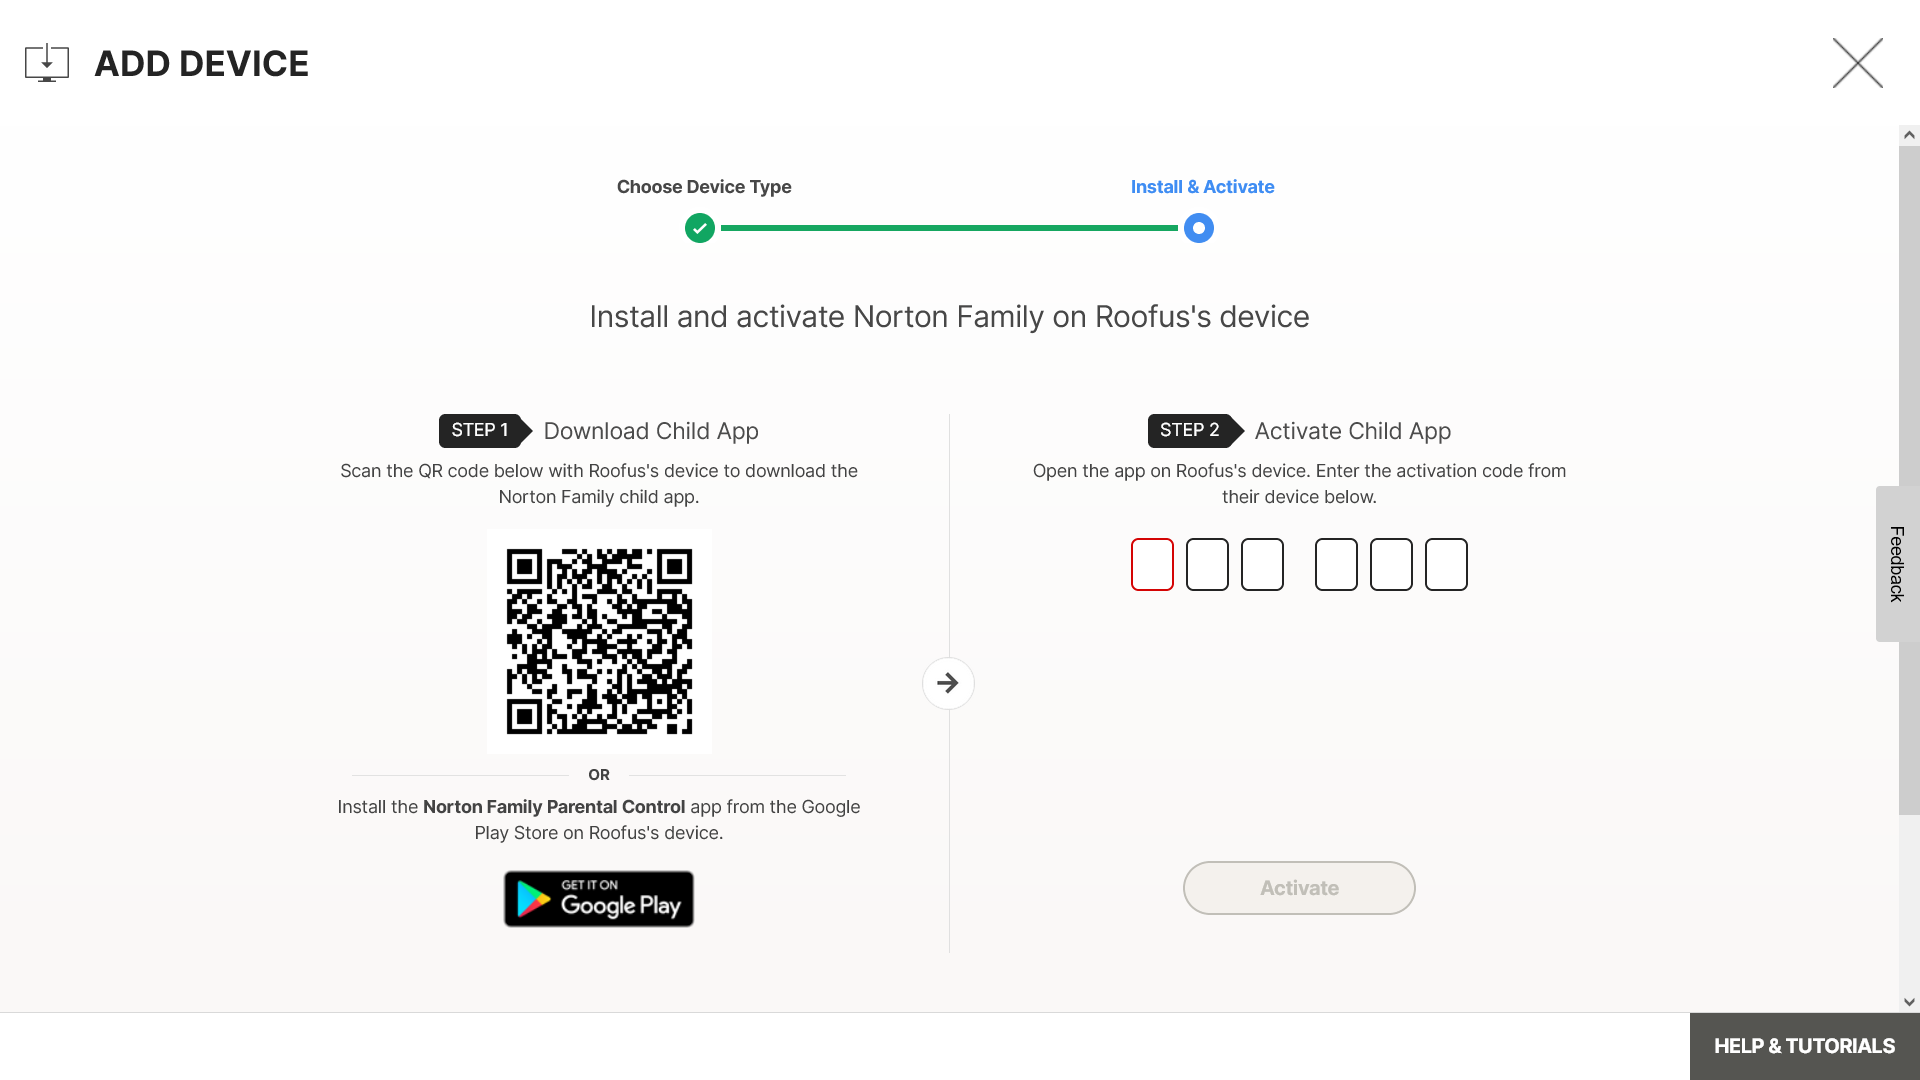 ADD DEVICE
Choose Device Type
Install & Activate
Install and activate Norton Family on Roofus's device
STEP 1
Download Child App
Scan the QR code below with Roofus's device to download the
Norton Family child app.
OR
Install the Norton Family Parental Control app from the Google
Play Store on Roofus's device.
GET IT ON
Google Play
STEP 2
Activate Child App
Open the app on Roofus's device. Enter the activation code from
their device below.
Activate
Feedback
HELP & TUTORIALS